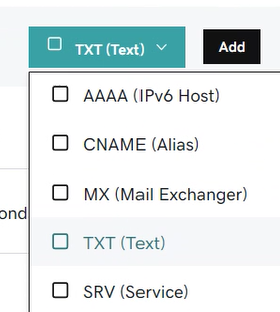 TXT (Text)
Add
AAAA (IPv6 Host)
CNAME (Alias)
MX (Mail Exchanger)
ond
TXT (Text)
SRV (Service)